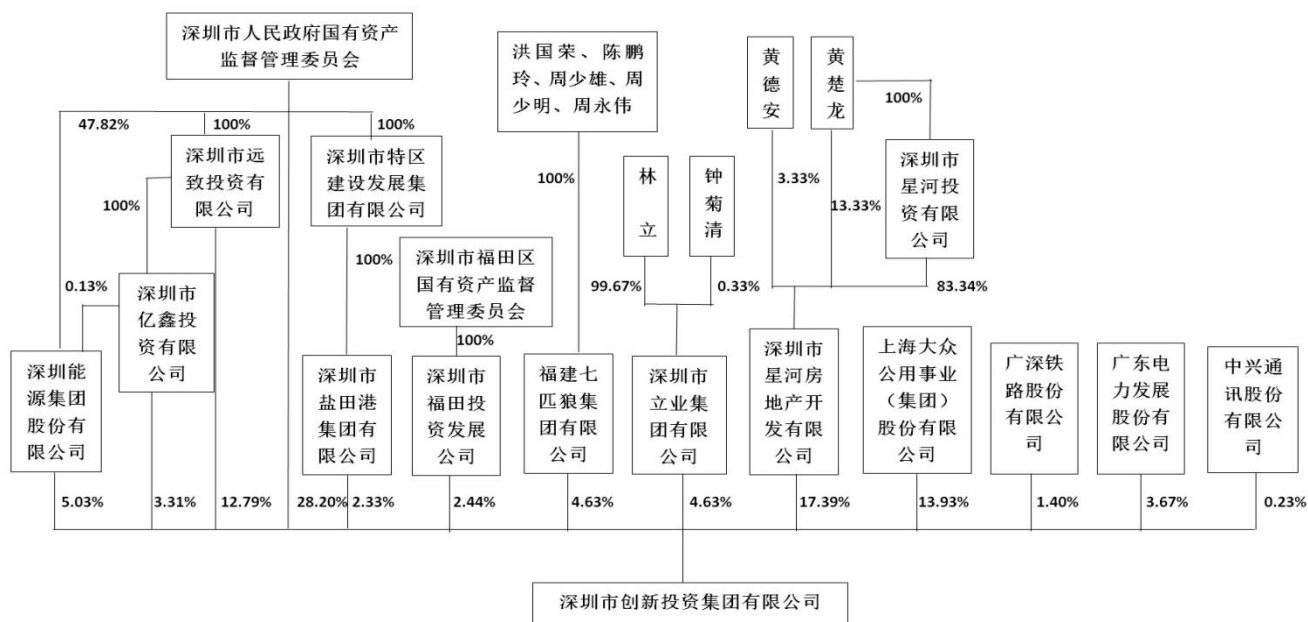 深圳市人民政府国有资产
监督管理委员会
洪国荣、陈鹏
玲、周少雄、周
少明、周永伟
黄
德
安
黄
楚
龙
100%
47.82%
100%
100%
深圳市远
致投资有
限公司
深圳市特区
建设发展集
团有限公司
100%
林
立
钟
菊
清
3.33%
13.33%
深圳市
星河投
资有限
公司
100%
100%
深圳市福田区
国有资产监督
管理委员会
0.13%
深圳市
亿鑫投
资有限
公司
99.67%
0.33%
83.34%
100%
深圳能
源集团
股份有
限公司
深圳市
盐田港
集团有
限公司
深圳市
福田投
资发展
公司
福建七
匹狼集
团有限
公司
深圳市
立业集
团有限
公司
深圳市
星河房
地产开
发有限
公司
上海大众
公用事业
（集团）
股份有限
公司
广深铁
路股份
有限公
司
广东电
力发展
股份有
限公司
中兴通
讯股份
有限公
司
5.03%
3.31%
12.79%
28.20%
2.33%
2.44%
4.63%
4.63%
17.39%
13.93%
1.40%
3.67%
0.23%
深圳市创新投资集团有限公司